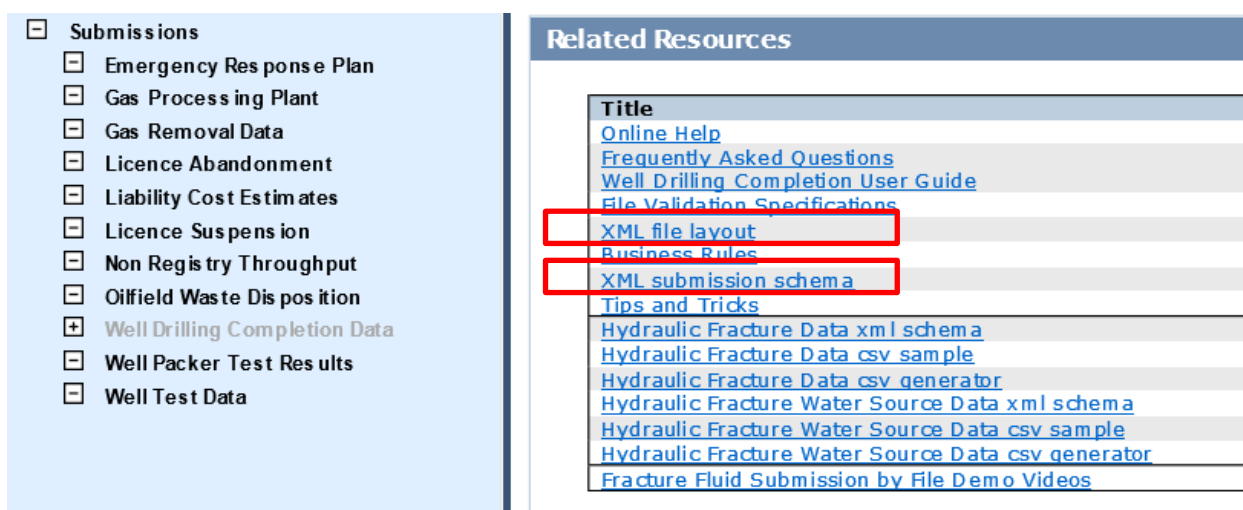 Submissions
Emergency Response Plan
Gas Processing Plant
Gas Removal Data
Licence Abandonment
Liability Cost Estimates
Licence Suspension
Non Registry Throughput
Oilfield Waste Disposition
Well Drilling Completion Data
Well Packer Test Results
Well Test Data
Related Resources
Title
Online Help
Frequently Asked Questions
Well Drilling Completion User Guide
File Validation Specifications
XML file layout
Business Rules
XML submission schema
Tips and Tricks
Hydraulic Fracture Data xml schema
Hydraulic Fracture Data csv sample
Hydraulic Fracture Data csv generator
Hydraulic Fracture Water Source Data xml schema
Hydraulic Fracture Water Source Data csv sample
Hydraulic Fracture Water Source Data csv generator
Fracture Fluid Submission by File Demo Videos